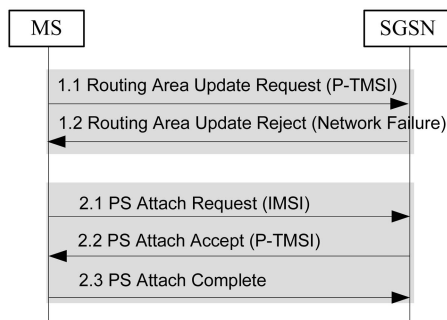 MS
SGSN
1.1 Routing Area Update Request (P-TMSI)
1.2 Routing Area Update Reject (Network Failure)
2.1 PS Attach Request (IMSI)
2.2 PS Attach Accept (P-TMSI)
2.3 PS Attach Complete